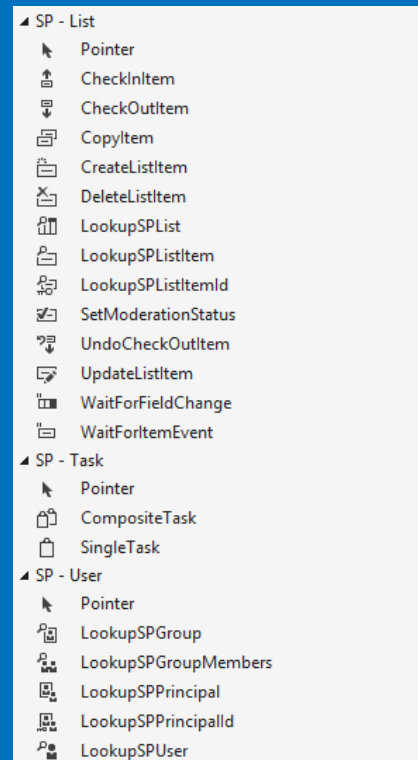 SP - List
Pointer
CheckInItem
CheckOutItem
CopyItem
CreateListItem
DeleteListItem
LookupSPList
LookupSPListItem
LookupSPListItemId
SetModerationStatus
UndoCheckOutItem
UpdateListItem
WaitForFieldChange
WaitForItemEvent
SP - Task
Pointer
CompositeTask
SingleTask
SP - User
Pointer
LookupSPGroup
LookupSPGroupMembers
LookupSPPrincipal
LookupSPPrincipalId
LookupSPUser